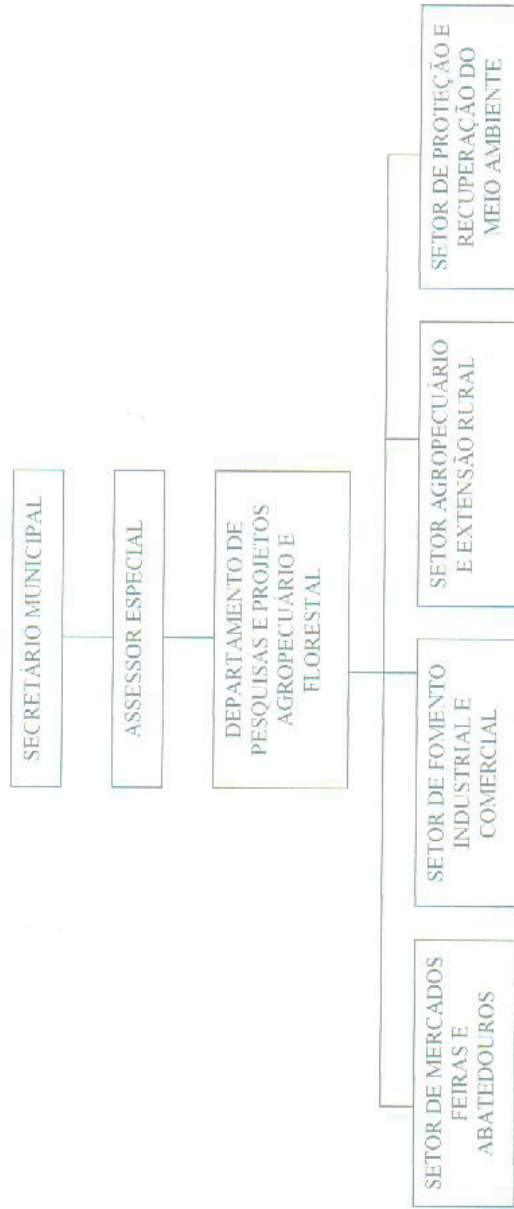 SECRETÁRIO MUNICIPAL
ASSESSOR ESPECIAL
DEPARTAMENTO DE
PESQUISAS E PROJETOS
AGROPECUÁRIO E
FLORESTAL
SETOR DE MERCADOS
FEIRAS E
ABATEDOUROS
SETOR DE FOMENTO
INDUSTRIAL E
COMERCIAL
SETOR AGROPECUÁRIO
E EXTENSÃO RURAL
SETOR DE PROTEÇÃO E
RECUPERAÇÃO DO
MEIO AMBIENTE